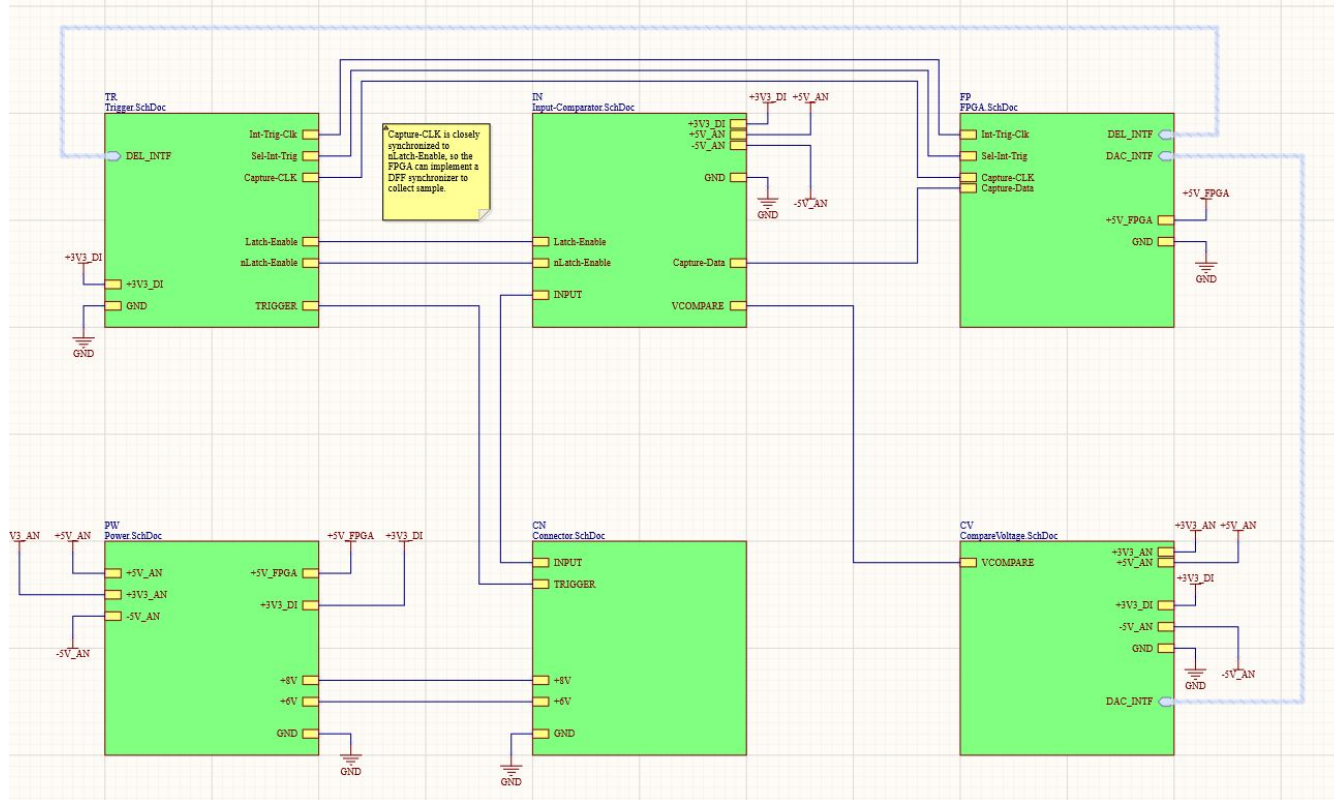 TR
Trigger.SchDoc
DEL_INTF
Int-Trig-Clk
Sel-Int-Trig
Capture-CLK
Latch-Enable
nLatch-Enable
TRIGGER
+3V3_DI
+3V3_DI
GND
GND
Capture-CLK is closely
synchronized to
nLatch-Enable, so the
FPGA can implement a
DFF synchronizer to
collect sample.
IN
Input-Comparator.SchDoc
+3V3_DI
+5V_AN
-5V_AN
GND
+3V3_DI
+5V_AN
GND
-5V_AN
Latch-Enable
nLatch-Enable
INPUT
Capture-Data
VCOMPARE
FP
FPGA.SchDoc
Int-Trig-Clk
Sel-Int-Trig
Capture-CLK
Capture-Data
DEL_INTF
DAC_INTF
+5V_FPGA
+5V_FPGA
GND
GND
PW
Power.SchDoc
V3_AN
+5V_AN
+5V_AN
+3V3_AN
-5V_AN
-5V_AN
+5V_FPGA
+3V3_DI
+5V_FPGA
+3V3_DI
+8V
+6V
GND
GND
CN
Connector.SchDoc
INPUT
TRIGGER
+8V
+6V
GND
GND
CV
CompareVoltage.SchDoc
VCOMPARE
+3V3_AN
+5V_AN
+3V3_AN
+5V_AN
+3V3_DI
+3V3_DI
-5V_AN
GND
GND
-5V_AN
DAC_INTF